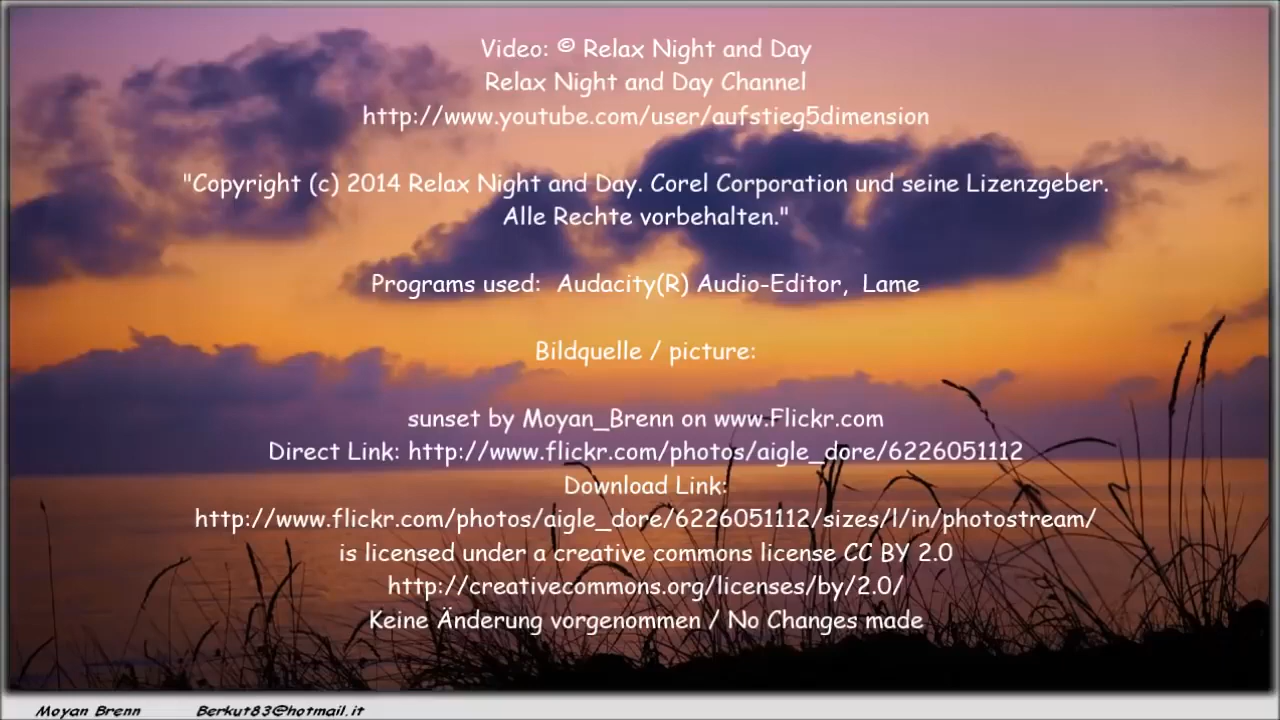 Video: © Relax Night and Day
Relax Night and Day Channel
http://www.youtube.com/user/aufstieg5dimension
"Copyright (c) 2014 Relax Night and Day. Corel Corporation und seine Lizenzgeber.
Alle Rechte vorbehalten."
Programs used:  Audacity(R) Audio-Editor,  Lame
Bildquelle / picture:
sunset by Moyan_Brenn on www.Flickr.com
Direct Link: http://www.flickr.com/photos/aigle_dore/6226051112
Download Link:
http://www.flickr.com/photos/aigle_dore/6226051112/sizes/l/in/photostream/
is licensed under a creative commons license CC BY 2.0
http://creativecommons.org/licenses/by/2.0/
Keine Änderung vorgenommen / No Changes made
Moyan Brenn Berkut83@hotmail.it